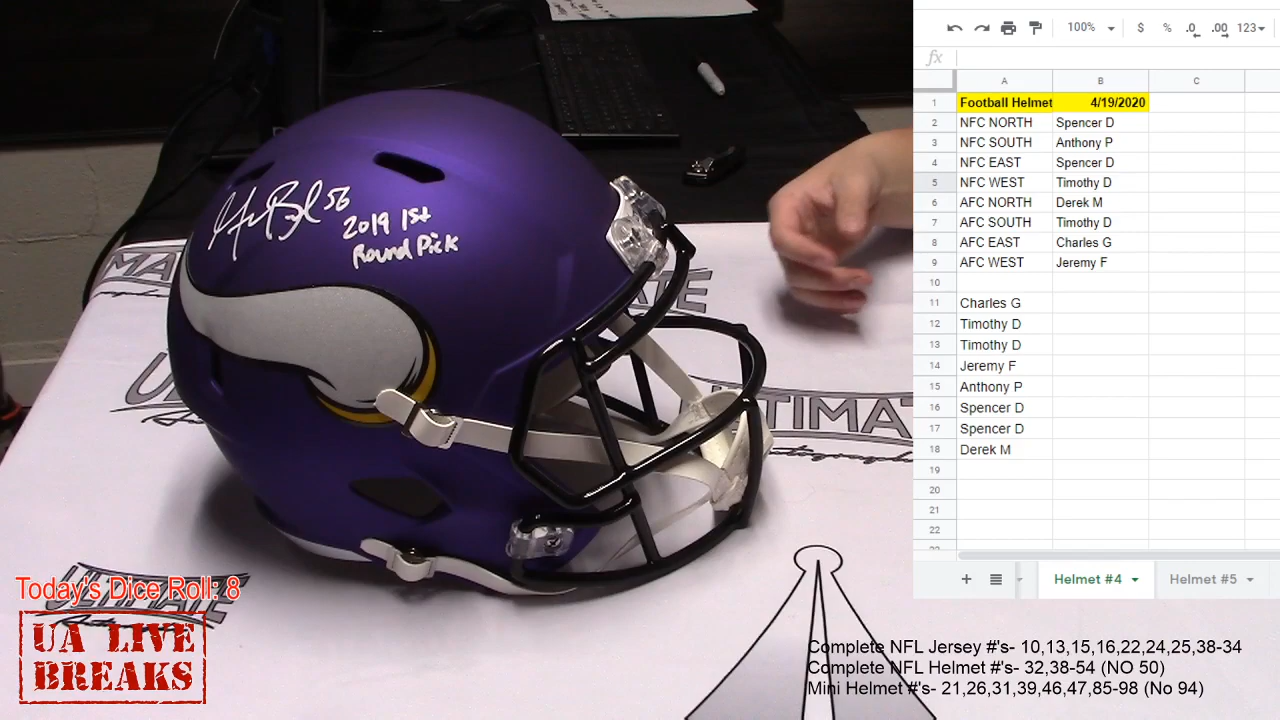 100%
$
%
.0
.00
123
fx
A
B
C
1 Football Helmet 4/19/2020
2 NFC NORTH Spencer D
3 NFC SOUTH Anthony P
4 NFC EAST Spencer D
5 NFC WEST Timothy D
6 AFC NORTH Derek M
7 AFC SOUTH Timothy D
8 AFC EAST Charles G
9 AFC WEST Jeremy F
10
11 Charles G
12 Timothy D
13 Timothy D
14 Jeremy F
15 Anthony P
16 Spencer D
17 Spencer D
18 Derek M
19
20
21
22
+ Helmet #4 Helmet #5
56
2019 1st
Round Pick
ULTIMATE
Today's Dice Roll: 8
UA LIVE
BREAKS
Complete NFL Jersey #'s- 10,13,15,16,22,24,25,38-34
Complete NFL Helmet #'s- 32,38-54 (NO 50)
Mini Helmet #'s- 21,26,31,39,46,47,85-98 (No 94)